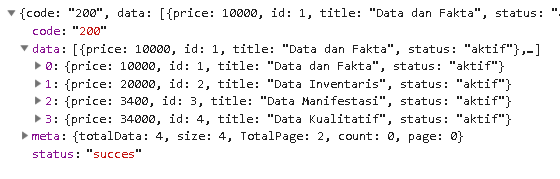 {code: "200", data: [{price: 10000, id: 1, title: "Data dan Fakta", status:
code: "200"
data: [{price: 10000, id: 1, title: "Data dan Fakta", status: "aktif"},…]
0: {price: 10000, id: 1, title: "Data dan Fakta", status: "aktif"}
1: {price: 20000, id: 2, title: "Data Inventaris", status: "aktif"}
2: {price: 3400, id: 3, title: "Data Manifestasi", status: "aktif"}
3: {price: 34000, id: 4, title: "Data Kualitatif", status: "aktif"}
meta: {totalData: 4, size: 4, TotalPage: 2, count: 0, page: 0}
status: "succes"